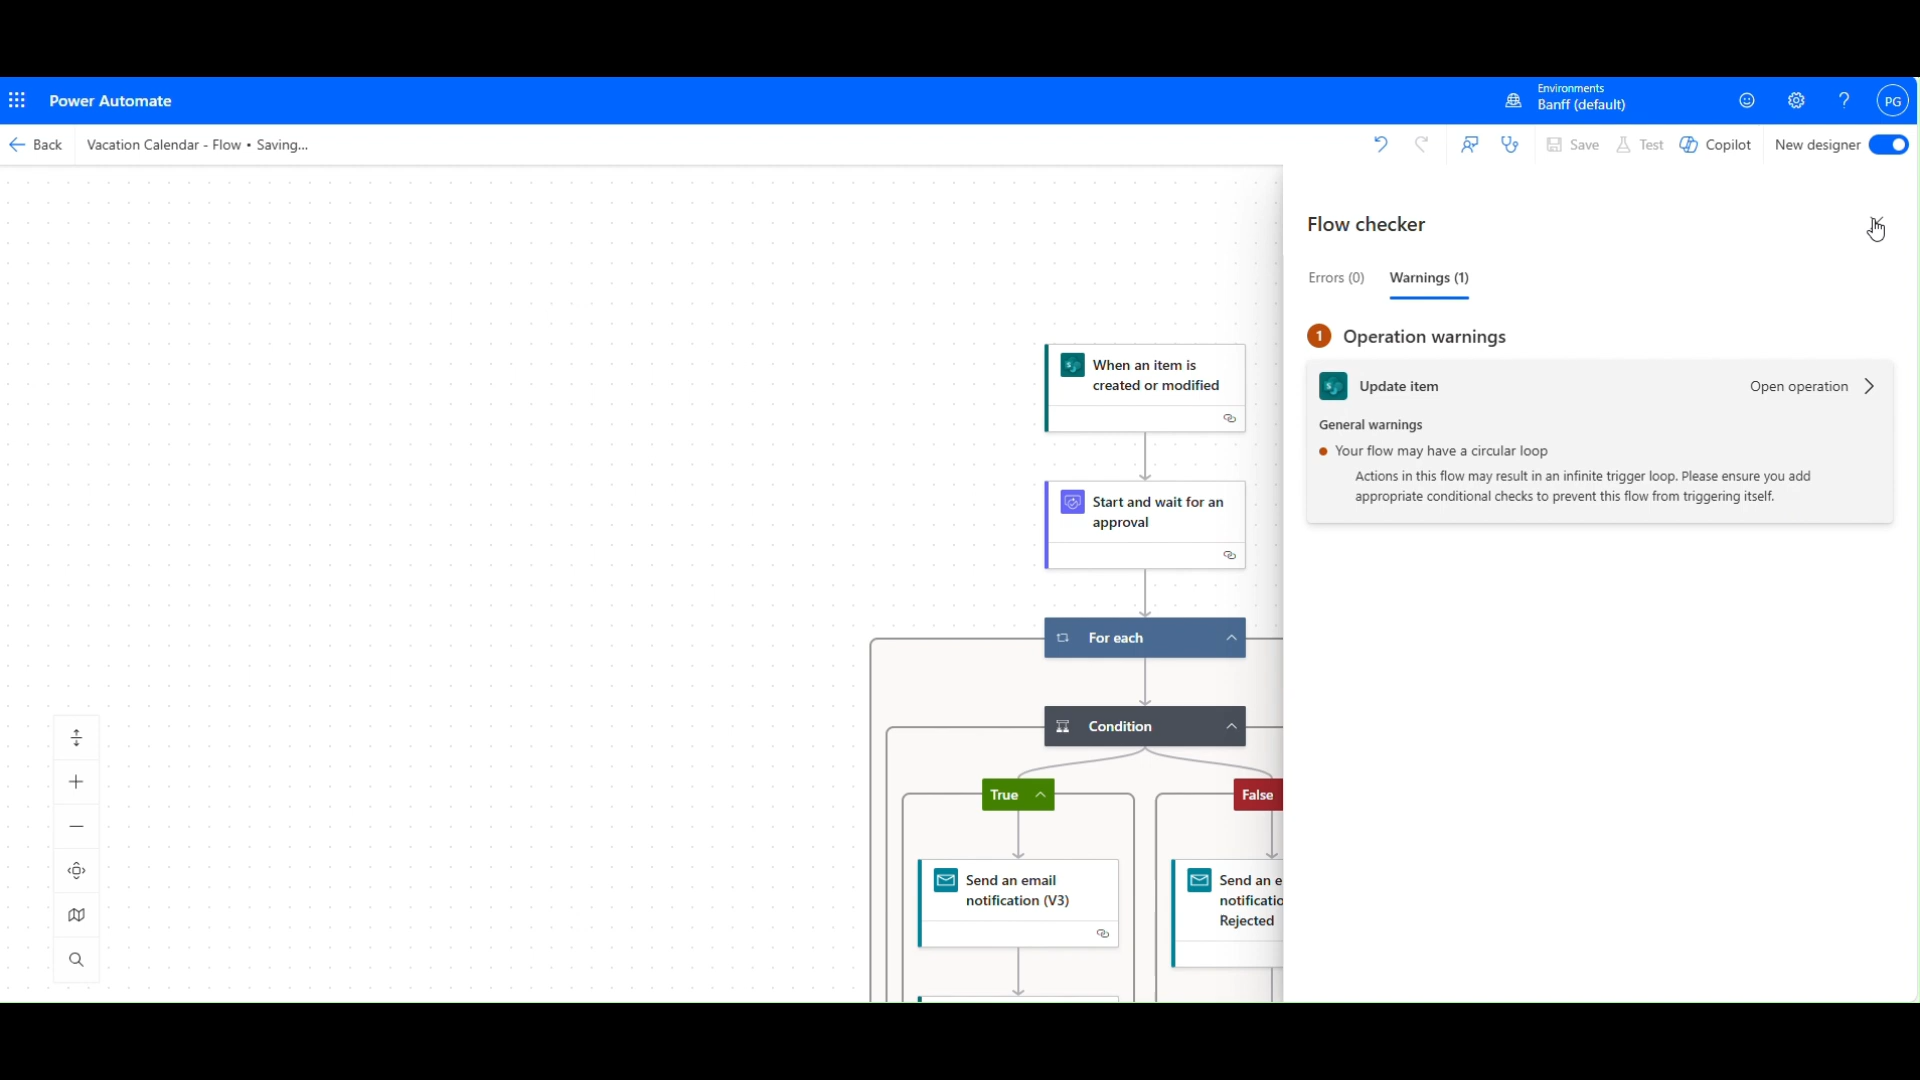 Power Automate
Environments
Banff (default)
?
PG
Back
Vacation Calendar - Flow • Saving...
Save
Test
Copilot
New designer
Flow checker
Errors (0)
Warnings (1)
1
Operation warnings
Update item
Open operation
General warnings
Your flow may have a circular loop
Actions in this flow may result in an infinite trigger loop. Please ensure you add
appropriate conditional checks to prevent this flow from triggering itself.
When an item is
created or modified
Start and wait for an
approval
For each
Condition
True
False
Send an email
notification (V3)
Send an e
notificatio
Rejected